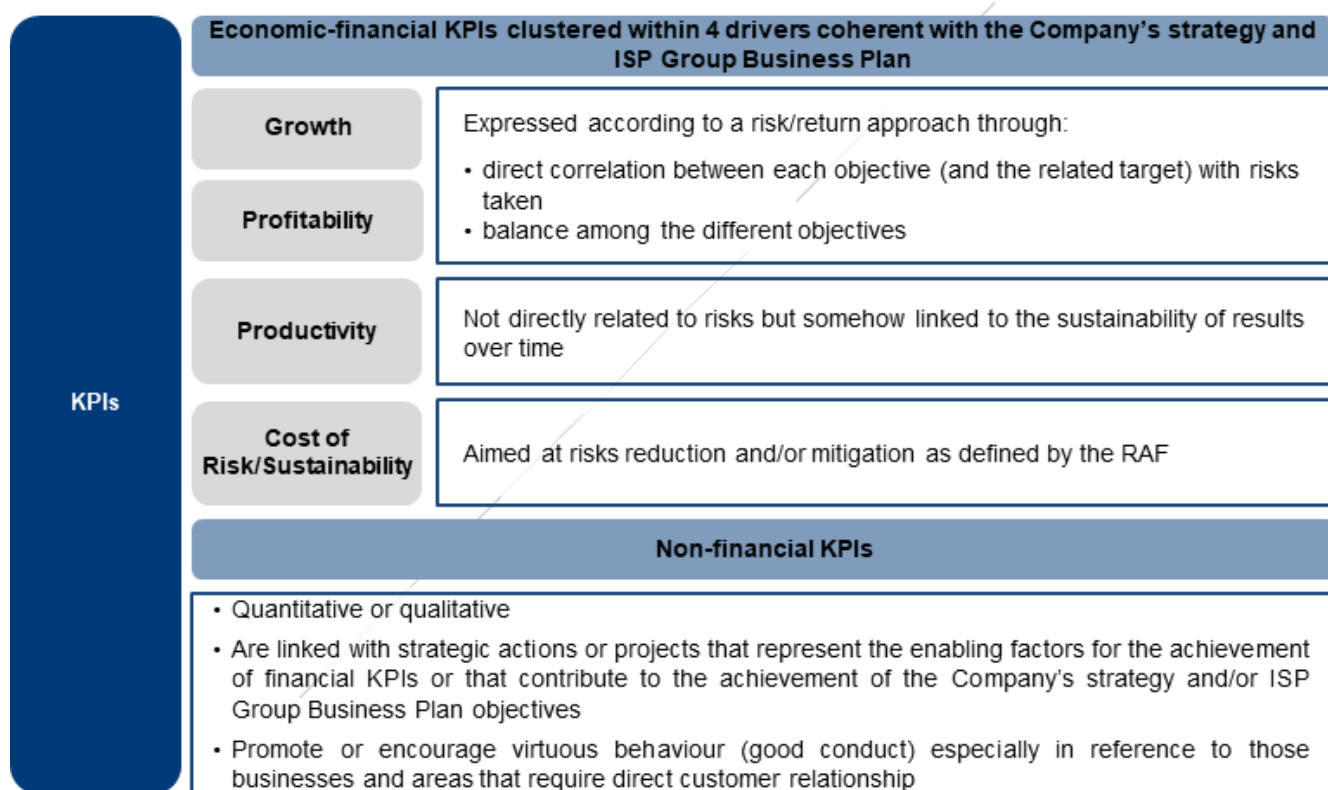 Economic-financial KPIs clustered within 4 drivers coherent with the Company's strategy and
ISP Group Business Plan
Growth
Profitability
Expressed according to a risk/return approach through:
• direct correlation between each objective (and the related target) with risks
taken
• balance among the different objectives
Productivity
Not directly related to risks but somehow linked to the sustainability of results
over time
KPIs
Cost of
Risk/Sustainability
Aimed at risks reduction and/or mitigation as defined by the RAF
Non-financial KPIs
• Quantitative or qualitative
• Are linked with strategic actions or projects that represent the enabling factors for the achievement
of financial KPIs or that contribute to the achievement of the Company's strategy and/or ISP
Group Business Plan objectives
• Promote or encourage virtuous behaviour (good conduct) especially in reference to those
businesses and areas that require direct customer relationship